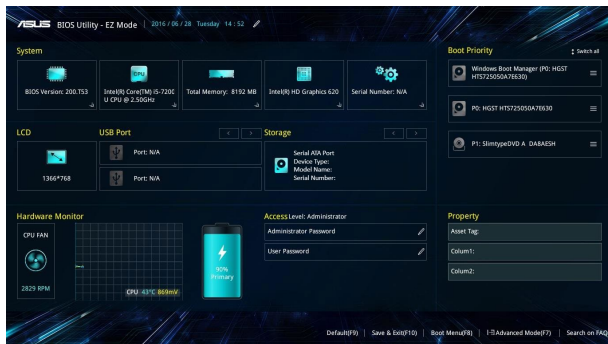 ASUS BIOS Utility - EZ Mode 2016 / 06 / 28 Tuesday 14 : 52
System
BIOS Version: 200.T53
Intel(R) Core(TM) i5-7200
U CPU @ 2.50GHz
Total Memory: 8192 MB
Intel(R) HD Graphics 620
Serial Number: N/A
Boot Priority
Switch all
Windows Boot Manager (P0: HGST
HTS725050A7E630)
P0: HGST HTS725050A7E630
P1: SlimtypeDVD A DA8AESH
LCD
1366*768
USB Port
Port: N/A
Port: N/A
Storage
Serial ATA Port
Device Type:
Model Name:
Serial Number:
Hardware Monitor
CPU FAN
2829 RPM
CPU 43°C 869mV
90%
Primary
Access Level: Administrator
Administrator Password
User Password
Property
Asset Tag:
Colum1:
Colum2:
Default(F9) Save & Exit(F10) Boot Menu(F8) Advanced Mode(F7) Search on FAQ